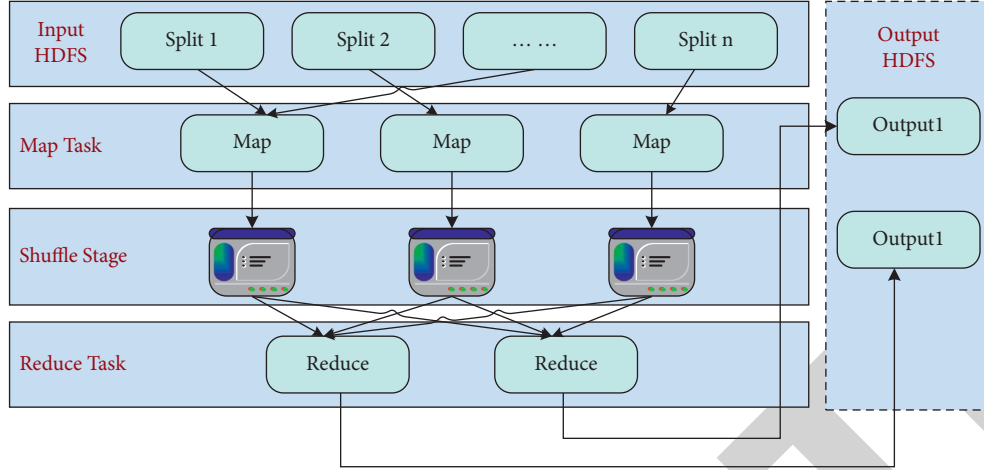 Input
HDFS
Split 1
Split 2
... ...
Split n
Output
HDFS
Map Task
Map
Map
Map
Output1
Shuffle Stage
Output1
Reduce Task
Reduce
Reduce